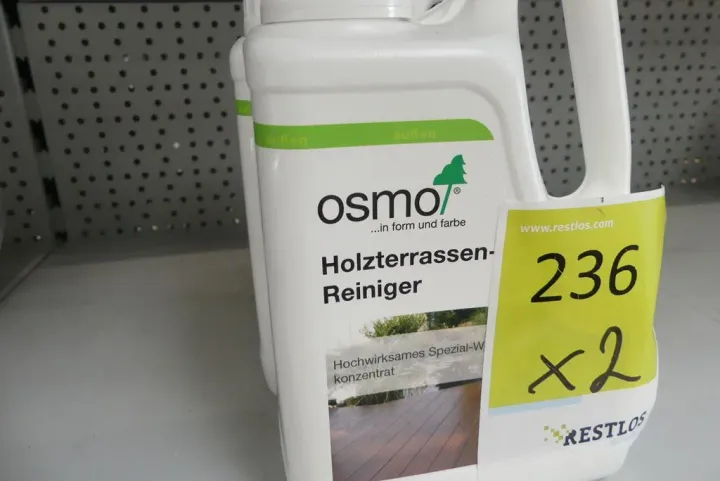 außen
osmo®
...in form und farbe
Holzterrassen-
Reiniger
Hochwirksames Spezial-W
konzentrat
www.restlos.com
236
x2
RESTLOS